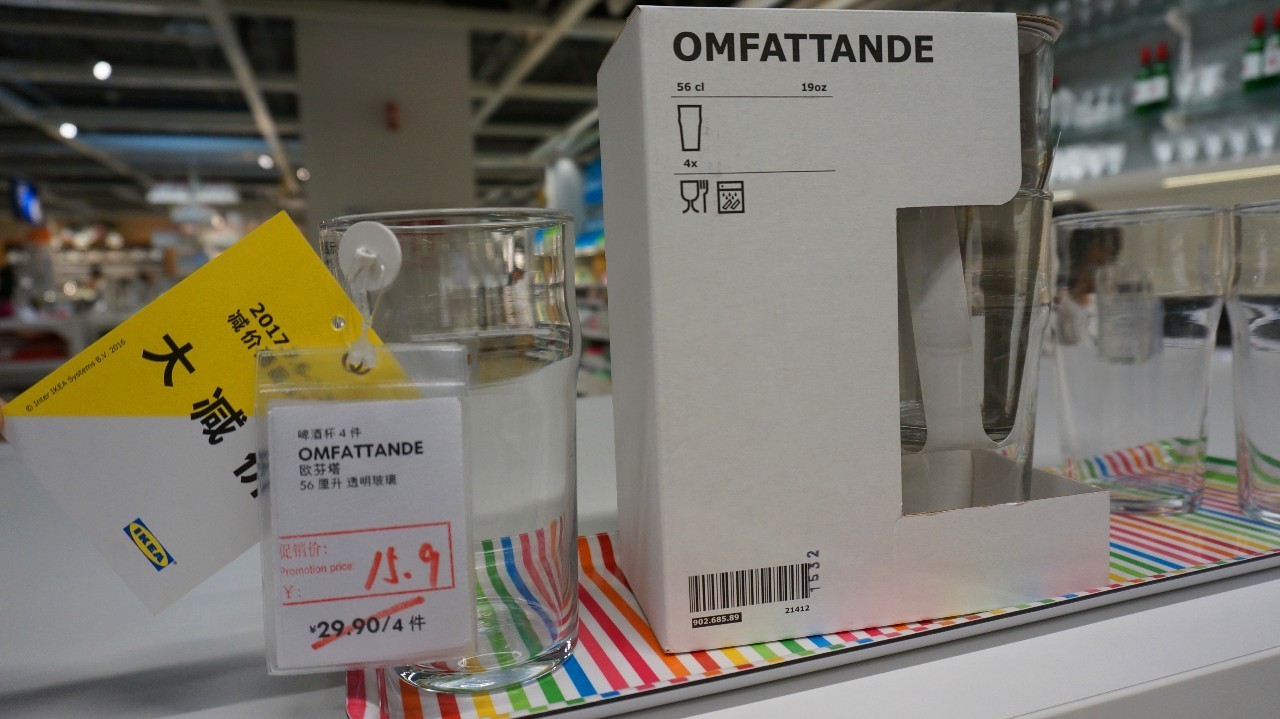 OMFATTANDE
56 cl 19oz
4x
1532
21412
902.685.89
2017
减价
大减价
© Inter IKEA Systems B.V. 2016
IKEA
啤酒杯 4 件
OMFATTANDE
欧芬塔
56 厘升 透明玻璃
促销价:
Promotion price:
¥: 15.9
¥29.90/4 件